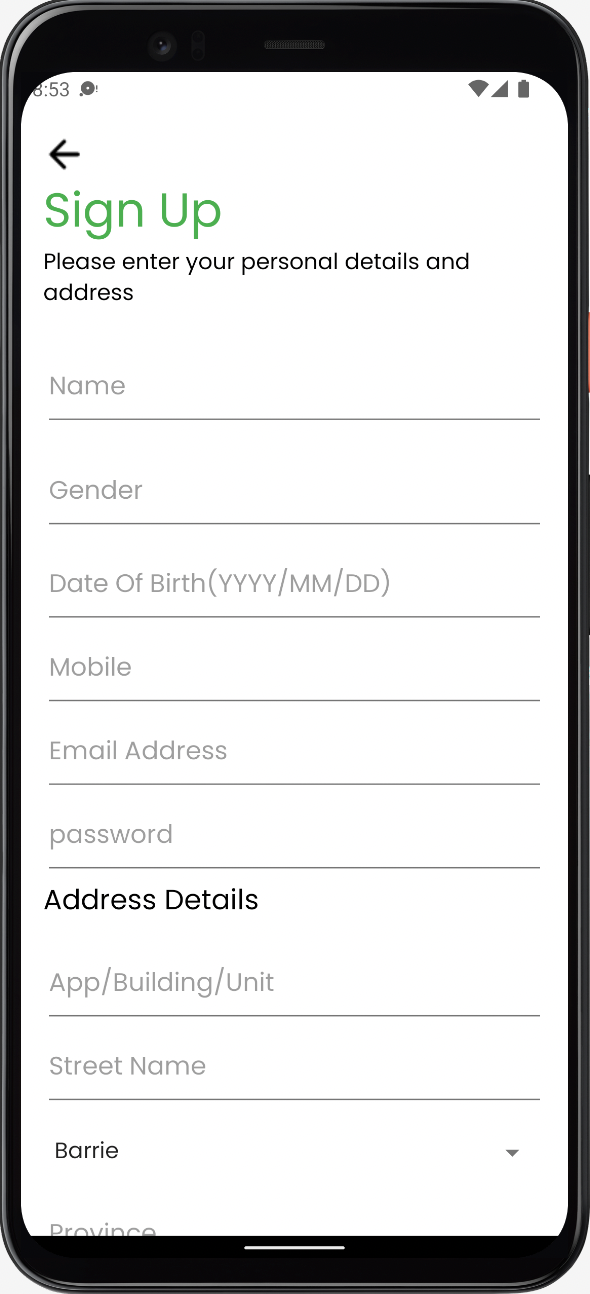 8:53
Sign Up
Please enter your personal details and
address
Name
Gender
Date Of Birth(YYYY/MM/DD)
Mobile
Email Address
password
Address Details
App/Building/Unit
Street Name
Barrie
Province